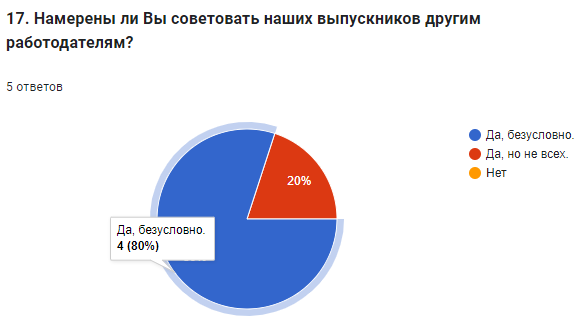 17. Намерены ли Вы советовать наших выпускников другим
работодателям?
5 ответов
Да, безусловно.
Да, но не всех.
Нет
20%
Да, безусловно.
4 (80%)